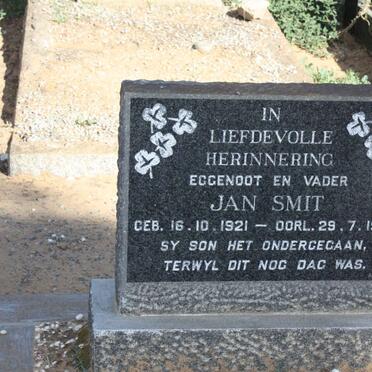 IN
LIEFDEVOLLE
HERINNERING
EGGENOOT EN VADER
JAN SMIT
GEB. 16.10.1921 — OORL. 29.7.1
SY SON HET ONDERGEGAAN,
TERWYL DIT NOG DAG WAS.